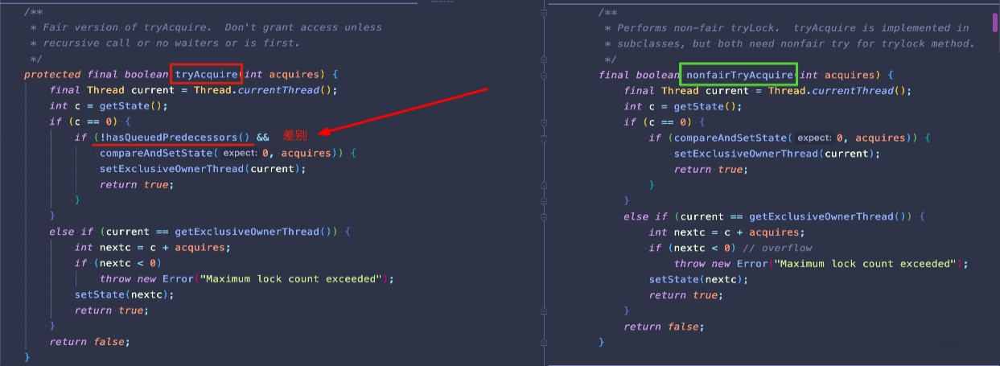 /**
* Fair version of tryAcquire.  Don't grant access unless
* recursive call or no waiters or is first.
*/
protected final boolean tryAcquire(int acquires) {
final Thread current = Thread.currentThread();
int c = getState();
if (c == 0) {
if (!hasQueuedPredecessors() && 差别
compareAndSetState( expect: 0, acquires)) {
setExclusiveOwnerThread(current);
return true;
}
}
else if (current == getExclusiveOwnerThread()) {
int nextc = c + acquires;
if (nextc < 0)
throw new Error("Maximum lock count exceeded");
setState(nextc);
return true;
}
return false;
}
/**
* Performs non-fair tryLock.  tryAcquire is implemented in
* subclasses, but both need nonfair try for trylock method.
*/
final boolean nonfairTryAcquire(int acquires) {
final Thread current = Thread.currentThread();
int c = getState();
if (c == 0) {
if (compareAndSetState( expect: 0, acquires)) {
setExclusiveOwnerThread(current);
return true;
}
}
else if (current == getExclusiveOwnerThread()) {
int nextc = c + acquires;
if (nextc < 0) // overflow
throw new Error("Maximum lock count exceeded");
setState(nextc);
return true;
}
return false;
}